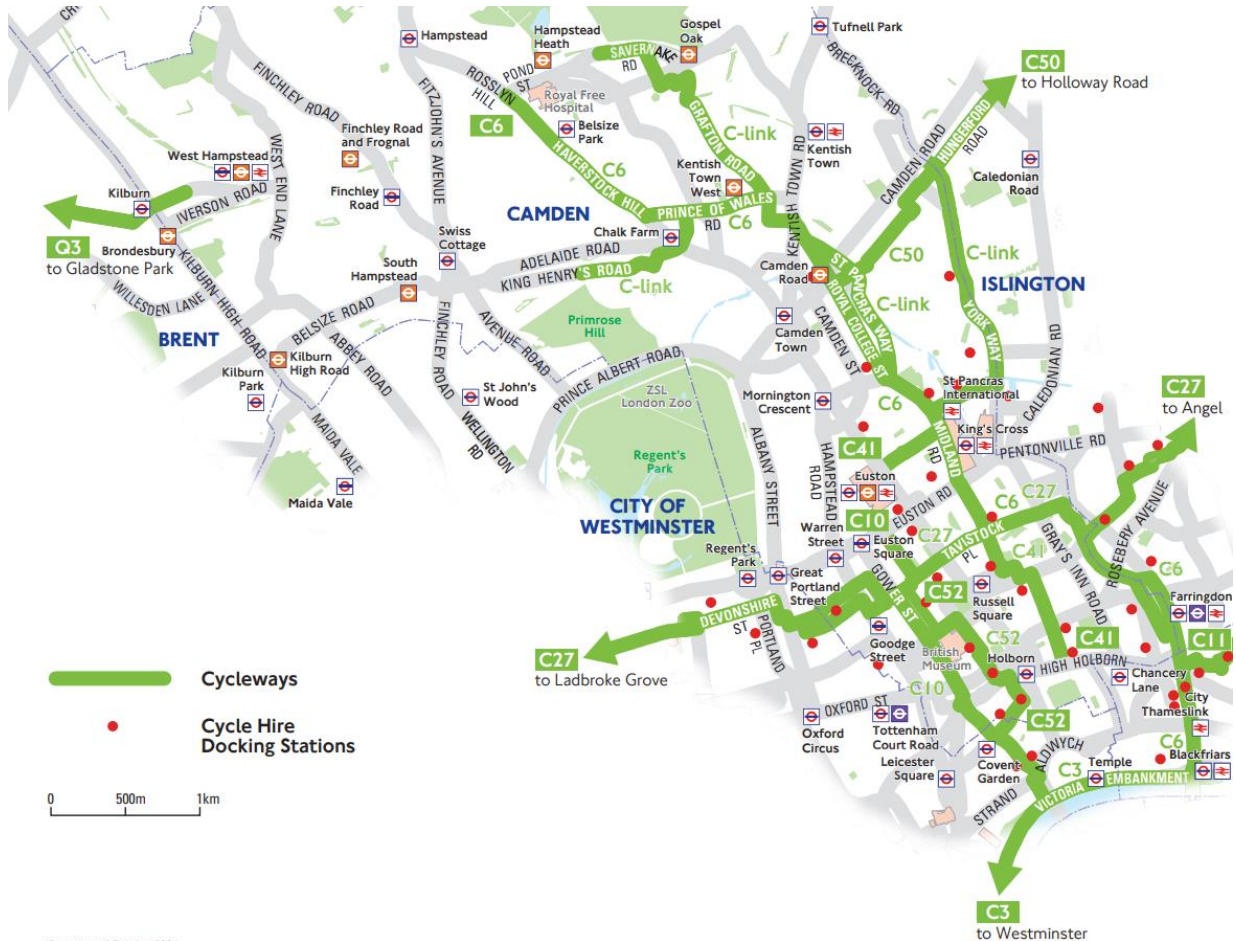 Hampstead
Hampstead
Heath
Gospel
Oak
Tufnell Park
C50
to Holloway Road
SAVERNAKE
RD
POND
ST
ROSSLYN
HILL
Royal Free
Hospital
BRECKNOCK RD
FINCHLEY ROAD
FITZJOHN'S AVENUE
C6
Belsize
Park
GRAFTON ROAD
C-link
HUNGERFORD
ROAD
Finchley Road
and Frognal
West Hampstead
WEST END LANE
HAVERSTOCK HILL
C6
KENTISH TOWN RD
Kentish
Town
CAMDEN ROAD
Caledonian
Road
Kentish
Town
West
Kilburn
IVERSON ROAD
Finchley
Road
CAMDEN
PRINCE OF WALES
RD
C6
Q3
to Gladstone Park
Brondesbury
Swiss
Cottage
Chalk Farm
ADELAIDE ROAD
KING HENRY'S ROAD
C-link
C50
C-link
ISLINGTON
WILLESDEN LANE
KILBURN HIGH ROAD
South
Hampstead
Camden
Road
ST PANCRAS WAY
ROYAL COLLEGE ST
C-link
YORK WAY
CALEDONIAN RD
BRENT
BELSIZE ROAD
FINCHLEY ROAD
AVENUE ROAD
Primrose
Hill
Camden
Town
CAMDEN ST
Kilburn
High Road
ABBEY ROAD
PRINCE ALBERT ROAD
Kilburn
Park
St John's
Wood
ZSL
London Zoo
Mornington
Crescent
C6
St Pancras
International
C27
to Angel
MAIDA VALE
WELLINGTON
RD
Regent's
Park
ALBANY STREET
HAMPSTEAD
ROAD
C41
MIDLAND
RD
King's Cross
PENTONVILLE RD
Maida Vale
CITY OF
WESTMINSTER
Euston
EUSTON RD
C10
C6
C27
ROSEBERY AVENUE
Warren
Street
Euston
Square
C27
TAVISTOCK
PL
GRAY'S INN ROAD
C41
Regent's
Park
Great
Portland
Street
GOWER ST
C52
Russell
Square
C6
Farringdon
DEVONSHIRE
ST
PORTLAND
PL
C27
to Ladbroke Grove
Goodge
Street
British
Museum
C52
Holborn
C41
HIGH HOLBORN
C11
Chancery
Lane
City
Thameslink
C10
OXFORD ST
Oxford
Circus
Tottenham
Court Road
C52
C6
Leicester
Square
Covent
Garden
ALDWYCH
C3
Temple
Blackfriars
STRAND
VICTORIA EMBANKMENT
C3
to Westminster
Cycleways
Cycle Hire
Docking Stations
0 500m 1km